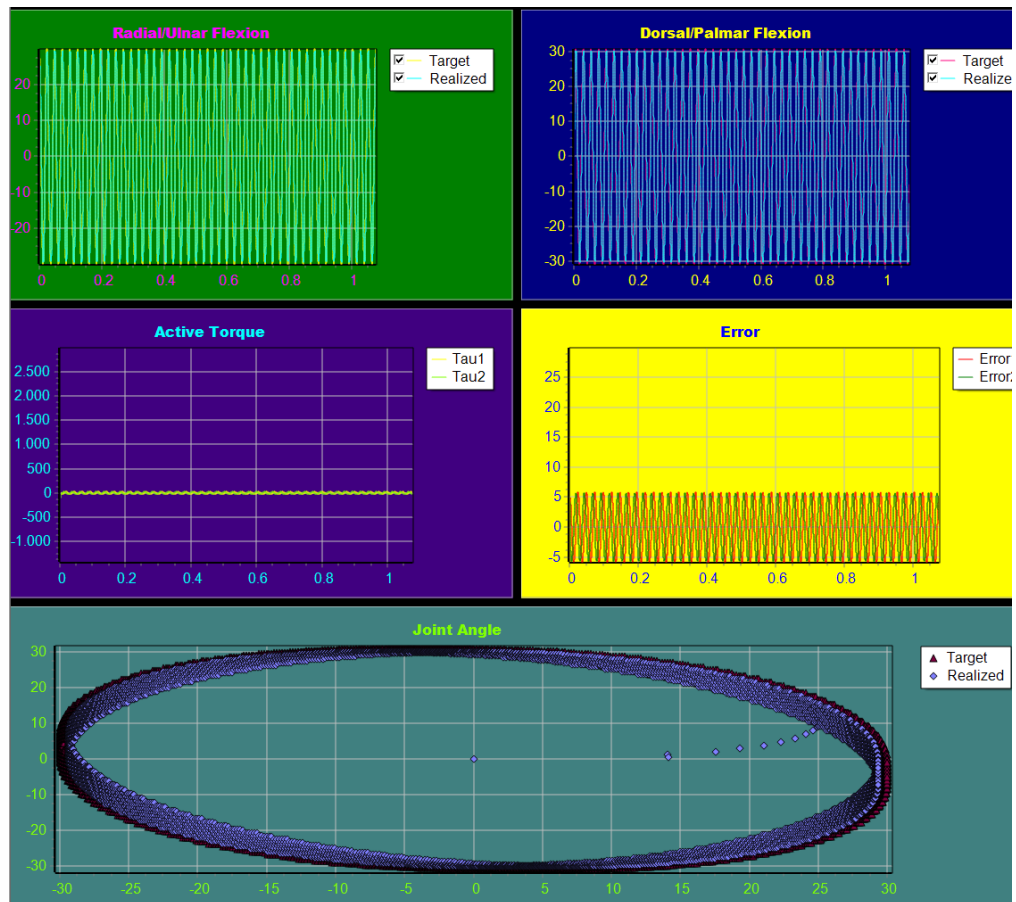 Radial/Ulnar Flexion
20
10
0
10
20
0 0.2 0.4 0.6 0.8 1
Target
Realized
Dorsal/Palmar Flexion
30
20
10
0
-10
-20
-30
0 0.2 0.4 0.6 0.8 1
Target
Realize
Active Torque
2.500
2.000
1.500
1.000
500
0
-500
-1.000
0 0.2 0.4 0.6 0.8 1
Tau1
Tau2
Error
25
20
15
10
5
0
-5
0 0.2 0.4 0.6 0.8 1
Error
Error2
Joint Angle
30
20
10
0
-10
-20
-30
-30 -25 -20 -15 -10 -5 0 5 10 15 20 25 30
Target
Realized